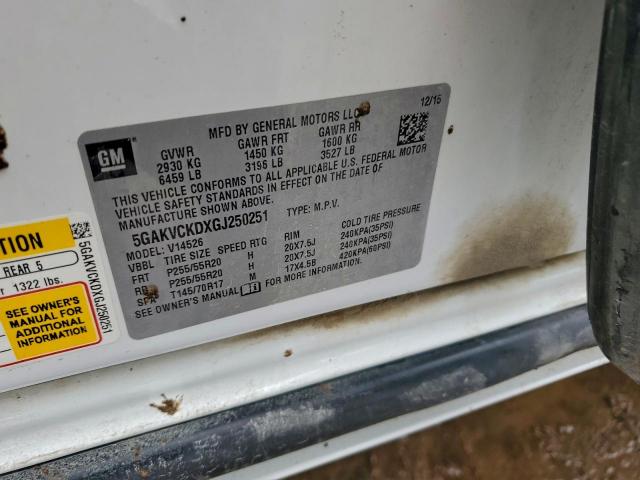 12/15
MFD BY GENERAL MOTORS LLC
GM
GVWR GAWR FRT GAWR RR
2930 KG 1450 KG 1600 KG
6459 LB 3196 LB 3527 LB
THIS VEHICLE CONFORMS TO ALL APPLICABLE U.S. FEDERAL MOTOR
VEHICLE SAFETY STANDARDS IN EFFECT ON THE DATE OF
MANUFACTURE SHOWN ABOVE.
5GAKVCKDXGJ250251 TYPE: M.P.V.
MODEL: V14526
VBBL TIRE SIZE SPEED RTG RIM COLD TIRE PRESSURE
FRT P255/55R20 H 20X7.5J 240KPA(35PSI)
RR P255/55R20 H 20X7.5J 240KPA(35PSI)
SPA T145/70R17 M 17X4.5B 420KPA(60PSI)
SEE OWNER'S MANUAL
TION
REAR 5
1322 lbs.
SEE OWNER'S
MANUAL FOR
ADDITIONAL
INFORMATION
5GAKVCKDXGJ250251